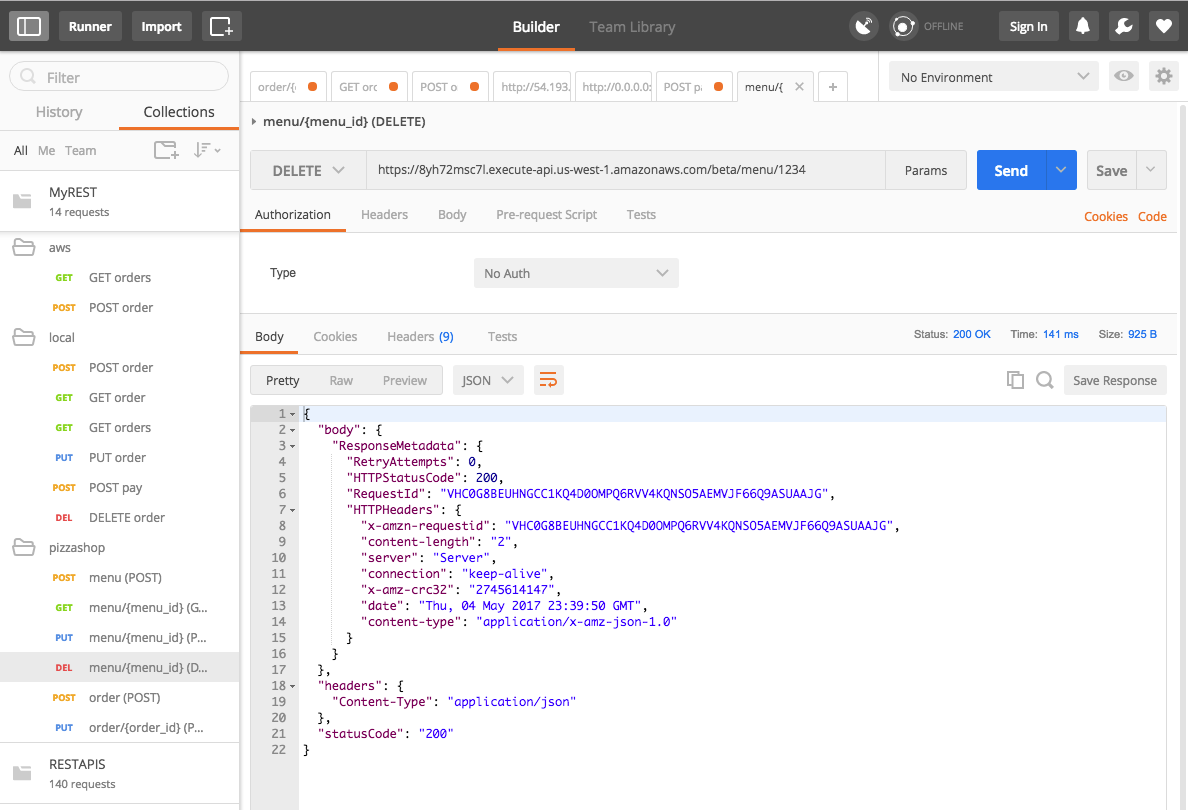 Runner Import Builder Team Library OFFLINE Sign In
Filter
History Collections
All Me Team
MyREST
14 requests
aws
GET GET orders
POST POST order
local
POST POST order
GET GET order
GET GET orders
PUT PUT order
POST POST pay
DEL DELETE order
pizzashop
POST menu (POST)
GET menu/{menu_id} (G...
PUT menu/{menu_id} (P...
DEL menu/{menu_id} (D...
POST order (POST)
PUT order/{order_id} (P...
RESTAPIS
140 requests
order/{ GET orc POST o http://54.193. http://0.0.0.0: POST p menu/{ No Environment
menu/{menu_id} (DELETE)
DELETE https://8yh72msc7l.execute-api.us-west-1.amazonaws.com/beta/menu/1234 Params Send Save
Authorization Headers Body Pre-request Script Tests Cookies Code
Type No Auth
Body Cookies Headers (9) Tests Status: 200 OK Time: 141 ms Size: 925 B
Pretty Raw Preview JSON Save Response
1 {
2 "body": {
3 "ResponseMetadata": {
4 "RetryAttempts": 0,
5 "HTTPStatusCode": 200,
6 "RequestId": "VHC0G8BEUHNGCC1KQ4D0OMPQ6RVV4KQNSO5AEMVJF66Q9ASUAAJG",
7 "HTTPHeaders": {
8 "x-amzn-requestid": "VHC0G8BEUHNGCC1KQ4D0OMPQ6RVV4KQNSO5AEMVJF66Q9ASUAAJG",
9 "content-length": "2",
10 "server": "Server",
11 "connection": "keep-alive",
12 "x-amz-crc32": "2745614147",
13 "date": "Thu, 04 May 2017 23:39:50 GMT",
14 "content-type": "application/x-amz-json-1.0"
15 }
16 }
17 },
18 "headers": {
19 "Content-Type": "application/json"
20 },
21 "statusCode": "200"
22 }